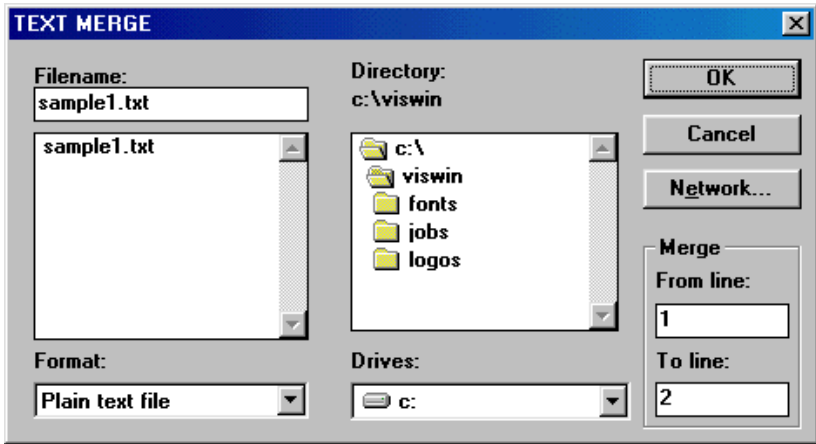 TEXT MERGE
Filename:
sample1.txt
sample1.txt
Format:
Plain text file
Directory:
c:\viswin
c:\
viswin
fonts
jobs
logos
Drives:
c:
OK
Cancel
Network...
Merge
From line:
1
To line:
2